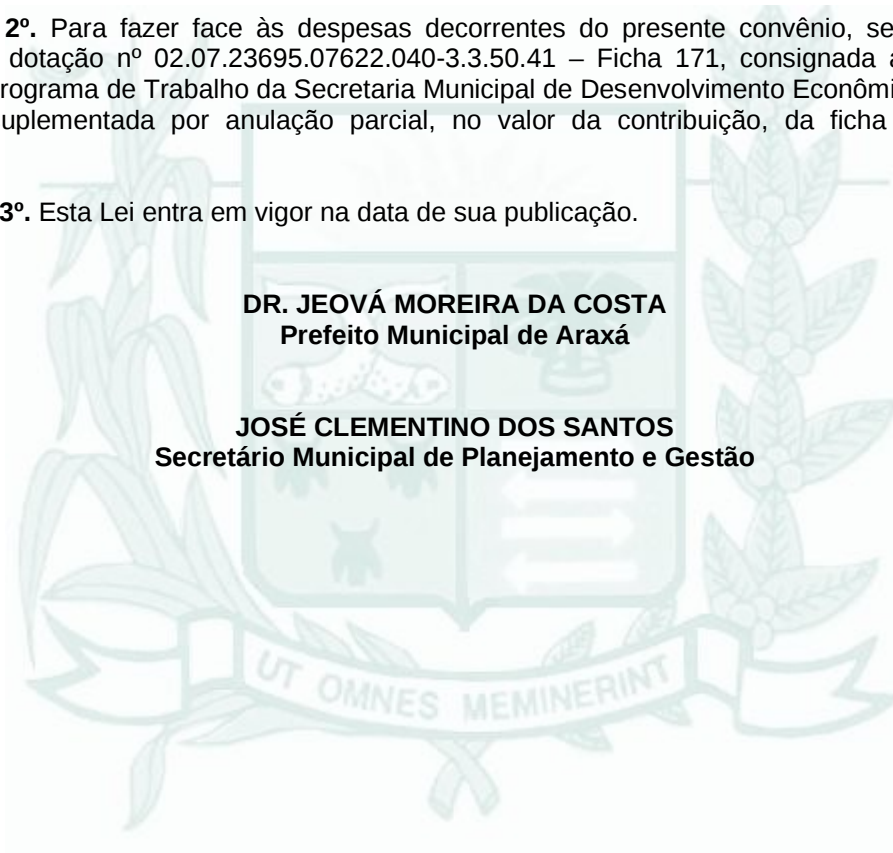 2º. Para fazer face às despesas decorrentes do presente convênio, se
dotação nº 02.07.23695.07622.040-3.3.50.41 – Ficha 171, consignada
rograma de Trabalho da Secretaria Municipal de Desenvolvimento Econômi
uplementada por anulação parcial, no valor da contribuição, da ficha
3º. Esta Lei entra em vigor na data de sua publicação.
DR. JEOVÁ MOREIRA DA COSTA
Prefeito Municipal de Araxá
JOSÉ CLEMENTINO DOS SANTOS
Secretário Municipal de Planejamento e Gestão
UT OMNES MEMINERINT